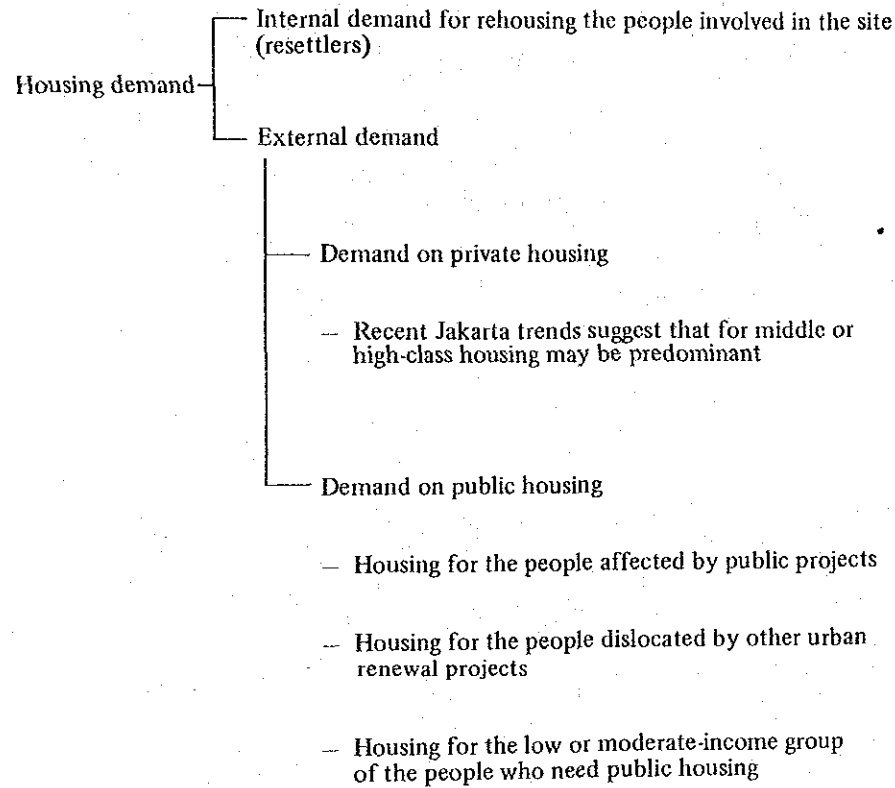 Internal demand for rehousing the people involved in the site
(resettlers)
Housing demand
External demand
Demand on private housing
– Recent Jakarta trends suggest that for middle or
high-class housing may be predominant
Demand on public housing
– Housing for the people affected by public projects
– Housing for the people dislocated by other urban
renewal projects
– Housing for the low or moderate-income group
of the people who need public housing